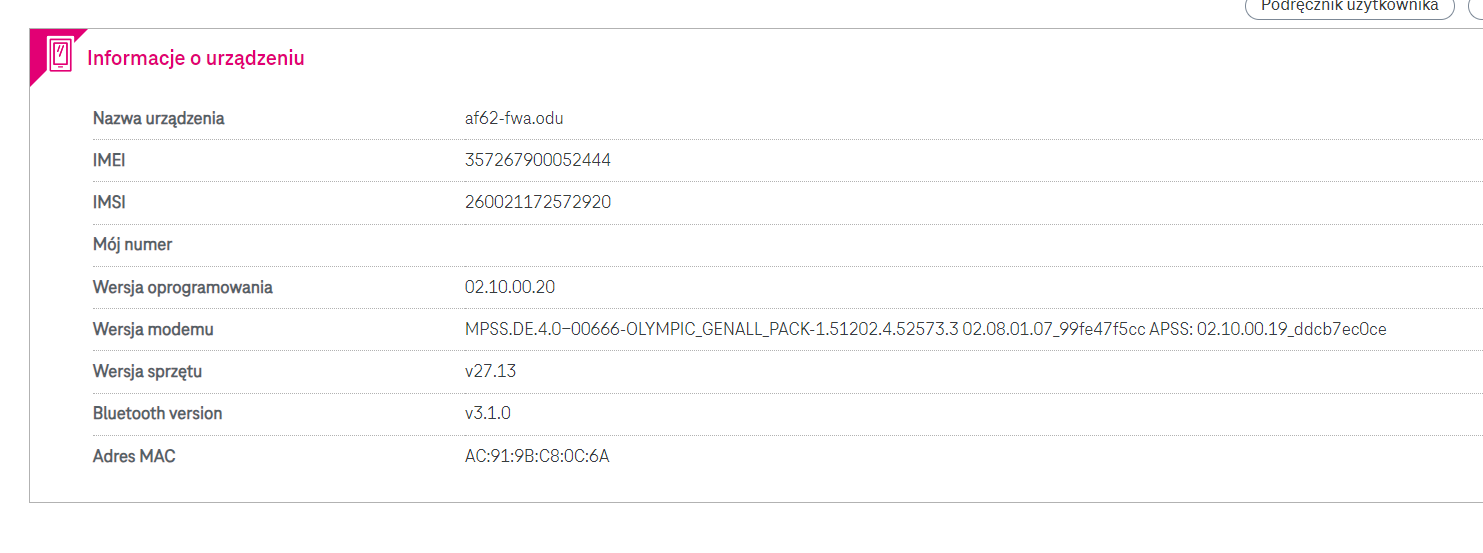 Podręcznik użytkownika
Informacje o urządzeniu
Nazwa urządzenia af62-fwa.odu
IMEI 357267900052444
IMSI 260021172572920
Mój numer
Wersja oprogramowania 02.10.00.20
Wersja modemu MPSS.DE.4.0-00666-OLYMPIC_GENALL_PACK-1.51202.4.52573.3 02.08.01.07_99fe47f5cc APSS: 02.10.00.19_ddcb7ec0ce
Wersja sprzętu v27.13
Bluetooth version v3.1.0
Adres MAC AC:91:9B:C8:0C:6A